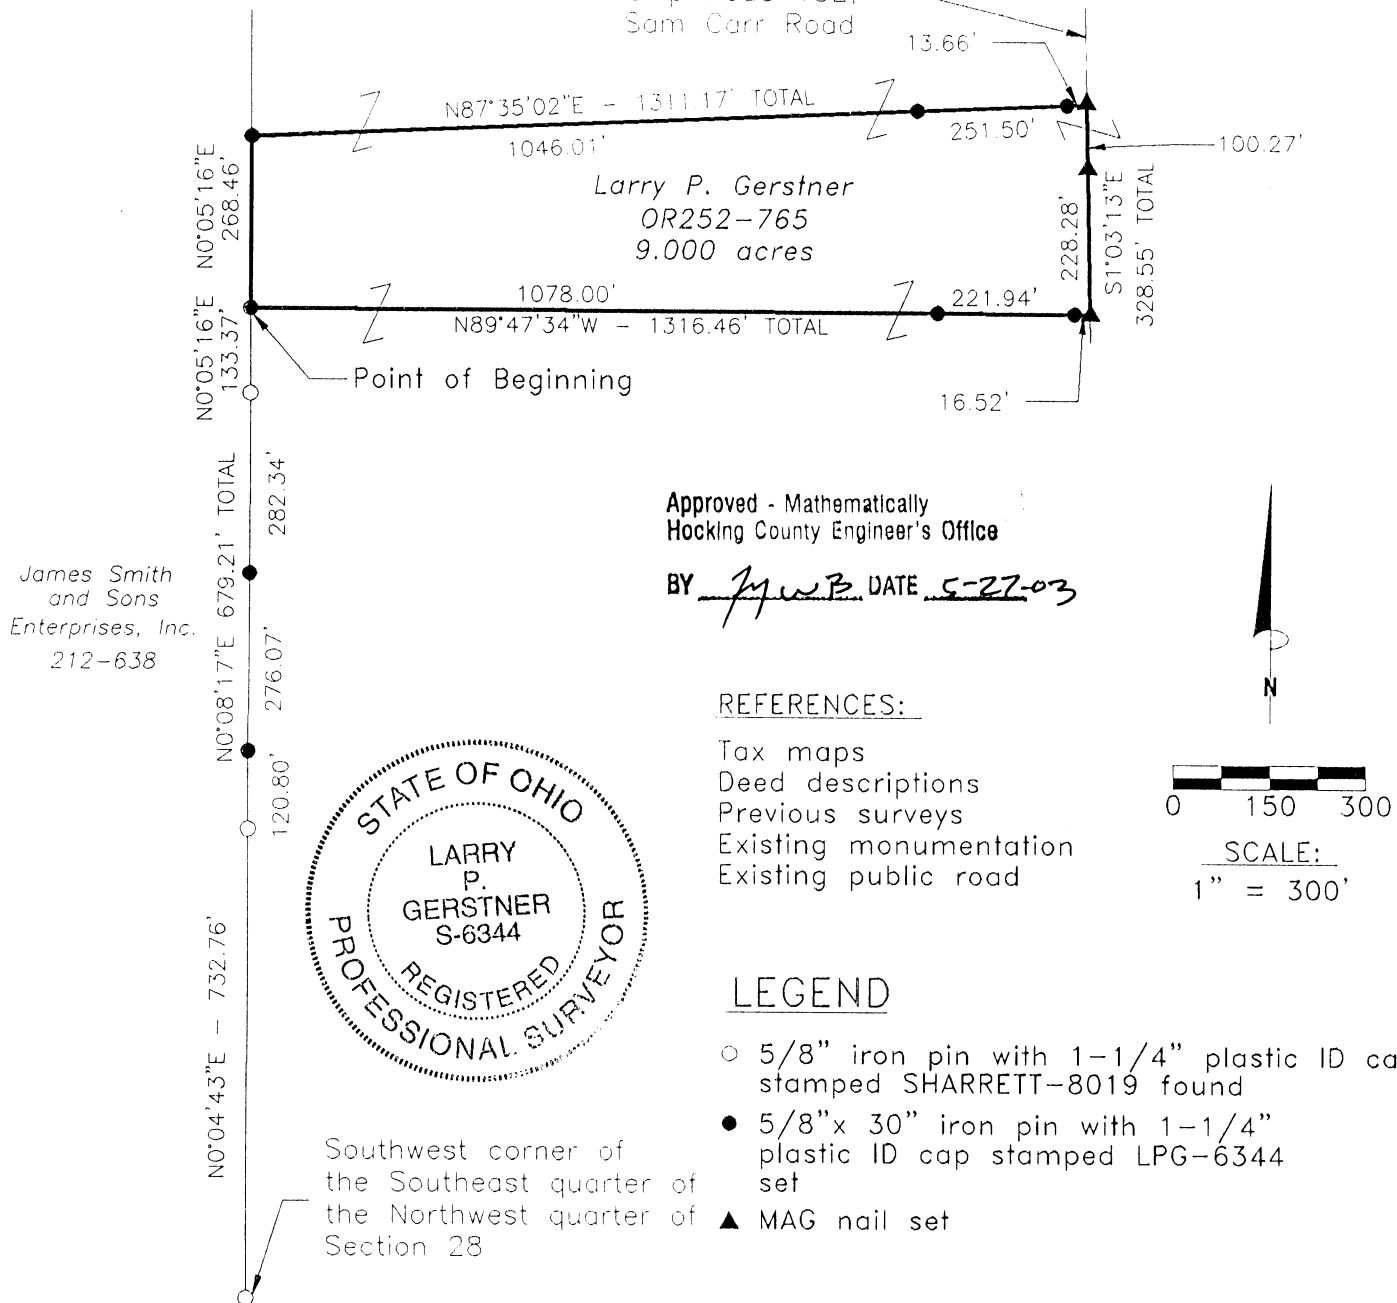 Sam Carr Road
13.66'
N87°35'02"E - 1311.17' TOTAL
1046.01'
251.50'
100.27'
N0°05'16"E
268.46'
Larry P. Gerstner
OR252-765
9.000 acres
228.28'
S1°03'13"E
328.55' TOTAL
1078.00'
221.94'
N89°47'34"W - 1316.46' TOTAL
N0°05'16"E
133.37'
Point of Beginning
16.52'
N0°08'17"E 679.21' TOTAL
282.34'
276.07'
120.80'
James Smith
and Sons
Enterprises, Inc.
212-638
Approved - Mathematically
Hocking County Engineer's Office
BY DATE 5-27-03
N
REFERENCES:
Tax maps
Deed descriptions
Previous surveys
Existing monumentation
Existing public road
0 150 300
SCALE:
1" = 300'
STATE OF OHIO
LARRY
P.
GERSTNER
S-6344
REGISTERED
PROFESSIONAL SURVEYOR
N0°04'43"E - 732.76'
LEGEND
5/8" iron pin with 1-1/4" plastic ID ca
stamped SHARRETT-8019 found
5/8"x 30" iron pin with 1-1/4"
plastic ID cap stamped LPG-6344
set
MAG nail set
Southwest corner of
the Southeast quarter of
the Northwest quarter of
Section 28